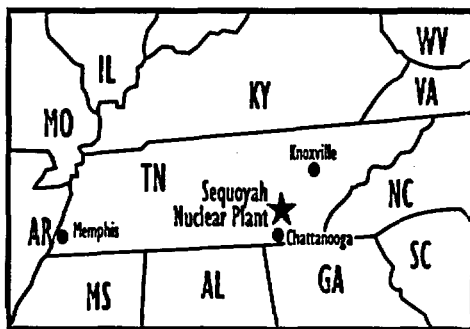 WV
IL
KY
VA
MO
Knoxville
TN
Sequoyah
Nuclear Plant
NC
AR
Memphis
Chattanooga
SC
MS
AL
GA